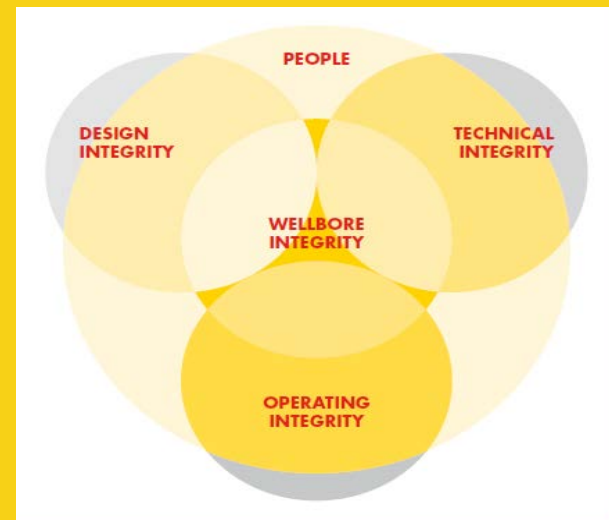 PEOPLE
DESIGN
INTEGRITY
TECHNICAL
INTEGRITY
WELLBORE
INTEGRITY
OPERATING
INTEGRITY